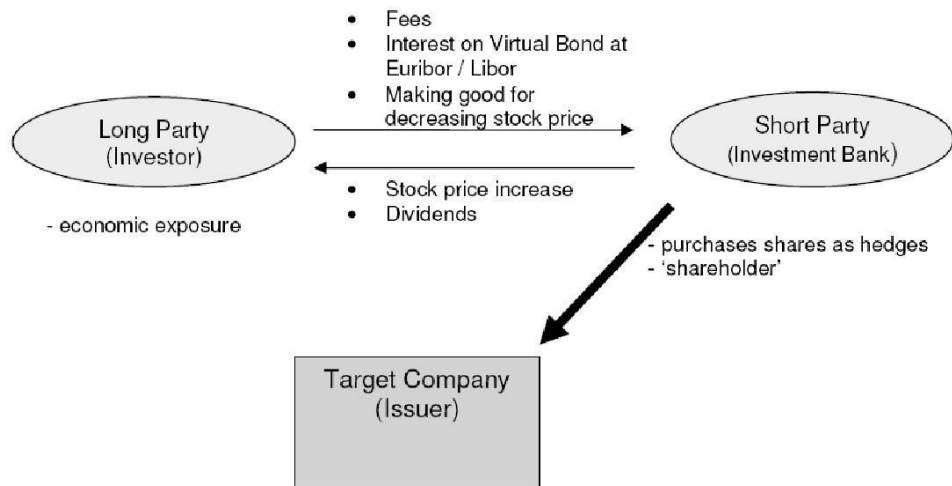 • Fees
• Interest on Virtual Bond at
Euribor / Libor
• Making good for
decreasing stock price
Long Party
(Investor)
Short Party
(Investment Bank)
• Stock price increase
• Dividends
- economic exposure
- purchases shares as hedges
- ‘shareholder’
Target Company
(Issuer)